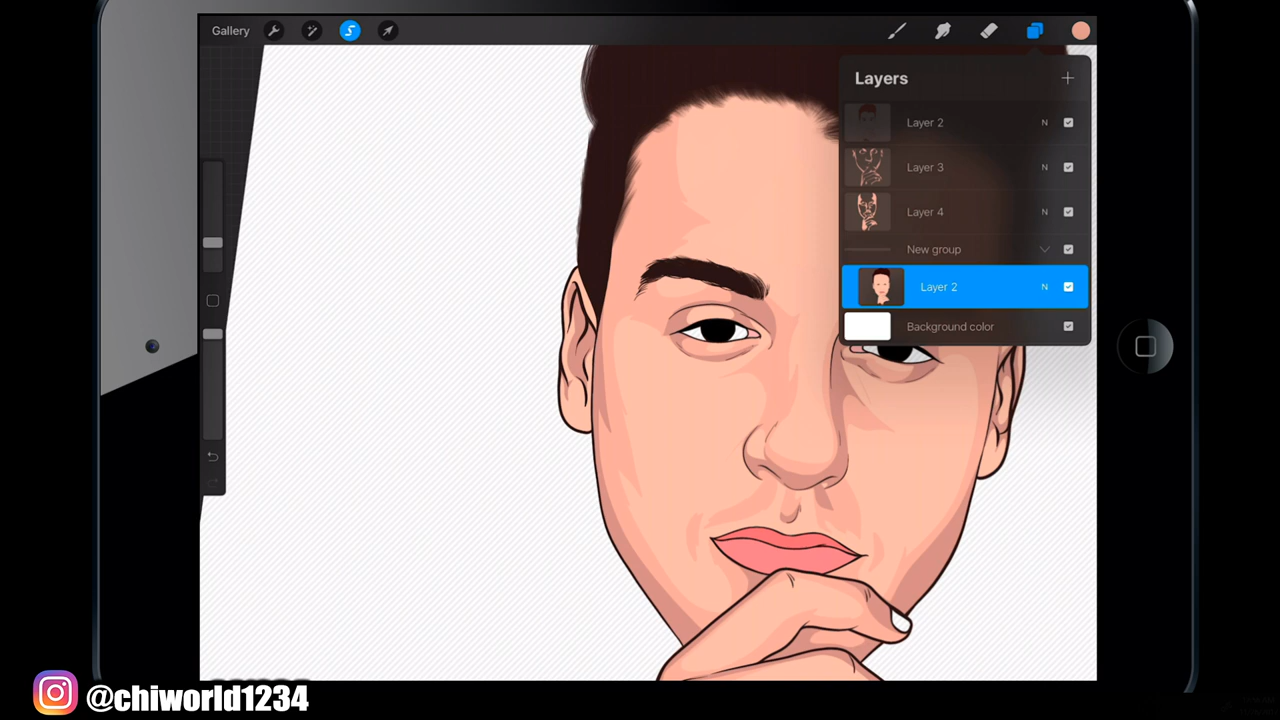 Gallery
Layers
Layer 2 N
Layer 3 N
Layer 4 N
New group
Layer 2 N
Background color
@chiworld1234